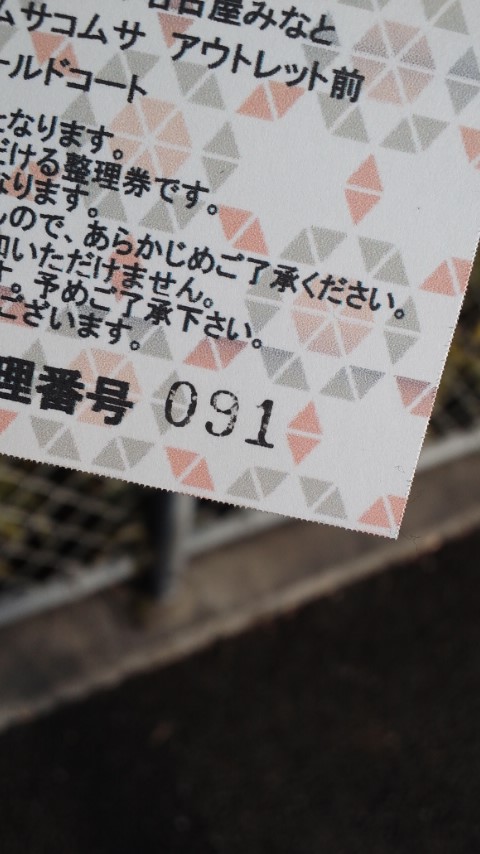 古屋みなと
ムサコムサ アウトレット前
ールドコート
なります。
だける整理券です。
なります。
んので、あらかじめご了承ください。
いただけません。
。予めご了承下さい。
ございます。
理番号 091